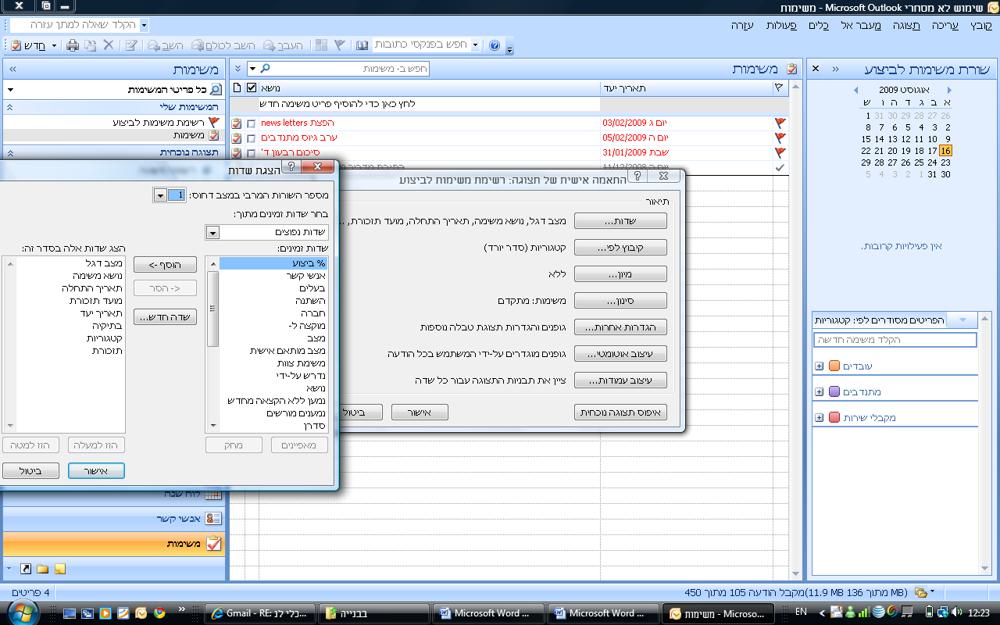 שימוש לא מסחרי Microsoft Outlook - משימות
קובץ עריכה תצוגה מעבר אל כלים פעולות עזרה
הקלד שאלה למתן עזרה
חדש
השב השב לכולם העבר
חפש בפנקסי כתובות
שורת משימות לביצוע
אוגוסט 2009
א ב ג ד ה ו ש
26 27 28 29 30 31 1
2 3 4 5 6 7 8
9 10 11 12 13 14 15
16 17 18 19 20 21 22
23 24 25 26 27 28 29
30 31 1 2 3 4 5
אין פעילויות קרובות.
הפריטים מסודרים לפי: קטגוריות
הקלד משימה חדשה
עובדים
מתנדבים
מקבלי שירות
משימות
חפש ב- משימות
נושא תאריך יעד
לחץ כאן כדי להוסיף פריט משימה חדש
הפצת news letters יום ג 03/02/2009
ערב גיוס מתנדבים יום ה 05/02/2009
סיכום רבעון ד' שבת 31/01/2009
יום ה 11/12/2008
משימות
כל פריטי המשימות
המשימות שלי
רשימת משימות לביצוע
משימות
תצוגה נוכחית
התאמה אישית של תצוגה: רשימת משימות לביצוע
תיאור
שדות... מצב דגל, נושא משימה, תאריך התחלה, מועד תזכורת, ..
קיבוץ לפי... קטגוריות (סדר יורד)
מיון... ללא
סינון... משימות: מתקדם
הגדרות אחרות... גופנים והגדרות תצוגת טבלה נוספות
עיצוב אוטומטי... גופנים מוגדרים על-ידי המשתמש בכל הודעה
עיצוב עמודות... ציין את תבניות התצוגה עבור כל שדה
איפוס תצוגה נוכחית אישור ביטול
הצגת שדות
מספר השורות המרבי במצב דחוס: 1
בחר שדות זמינים מתוך:
שדות נפוצים
שדות זמינים:
% ביצוע
אנשי קשר
בעלים
השתנה
חברה
מוקצה ל-
מצב
מצב מותאם אישית
משימת צוות
נדרש על-ידי
נושא
נמען ללא הקצאה מחדש
נמענים מורשים
סדרן
הוסף ->
<- הסר
שדה חדש...
הצג שדות אלה בסדר זה:
מצב דגל
נושא משימה
תאריך התחלה
מועד תזכורת
תאריך יעד
בתיקיה
קטגוריות
תזכורת
מאפיינים מחק הזז למעלה הזז למטה
אישור ביטול
לוח שנה
אנשי קשר
משימות
4 פריטים
(11.9 MB מתוך 136 MB)מקבל הודעה 105 מתוך 450
Gmail - RE: כלי לנ...
בבנייה
Microsoft Word ...
Microsoft Word ...
משימות - Microso...
EN
12:23